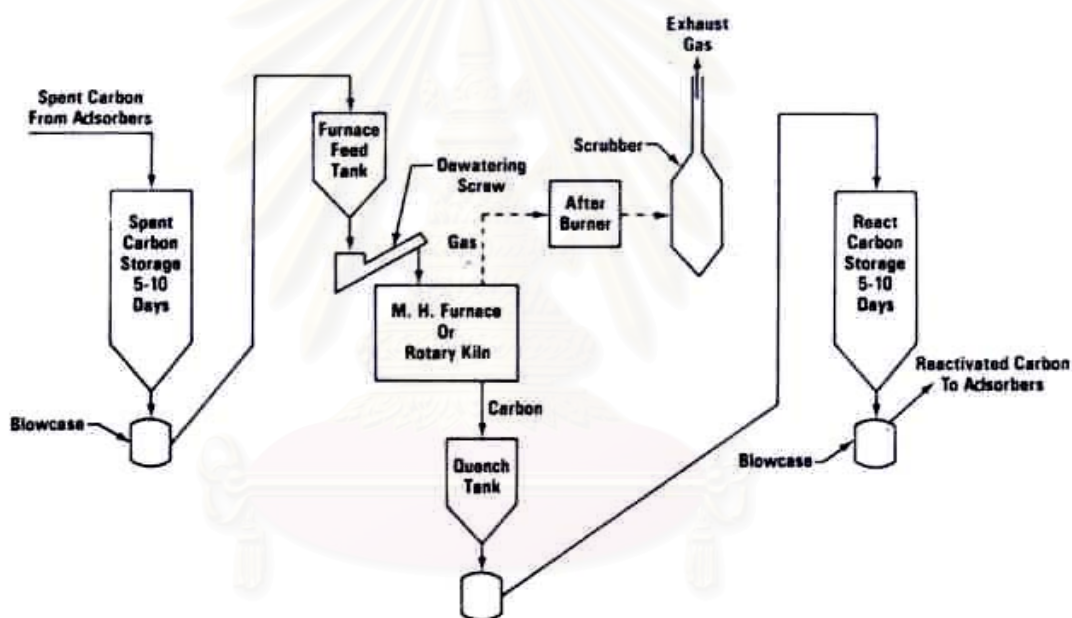 Exhaust
Gas
Spent Carbon
From Adsorbers
Furnace
Feed
Tank
Scrubber
Dewatering
Screw
Spent
Carbon
Storage
5-10
Days
After
Burner
React
Carbon
Storage
5-10
Days
Gas
M. H. Furnace
Or
Rotary Kiln
Reactivated Carbon
To Adsorbers
Carbon
Blowcase
Quench
Tank
Blowcase